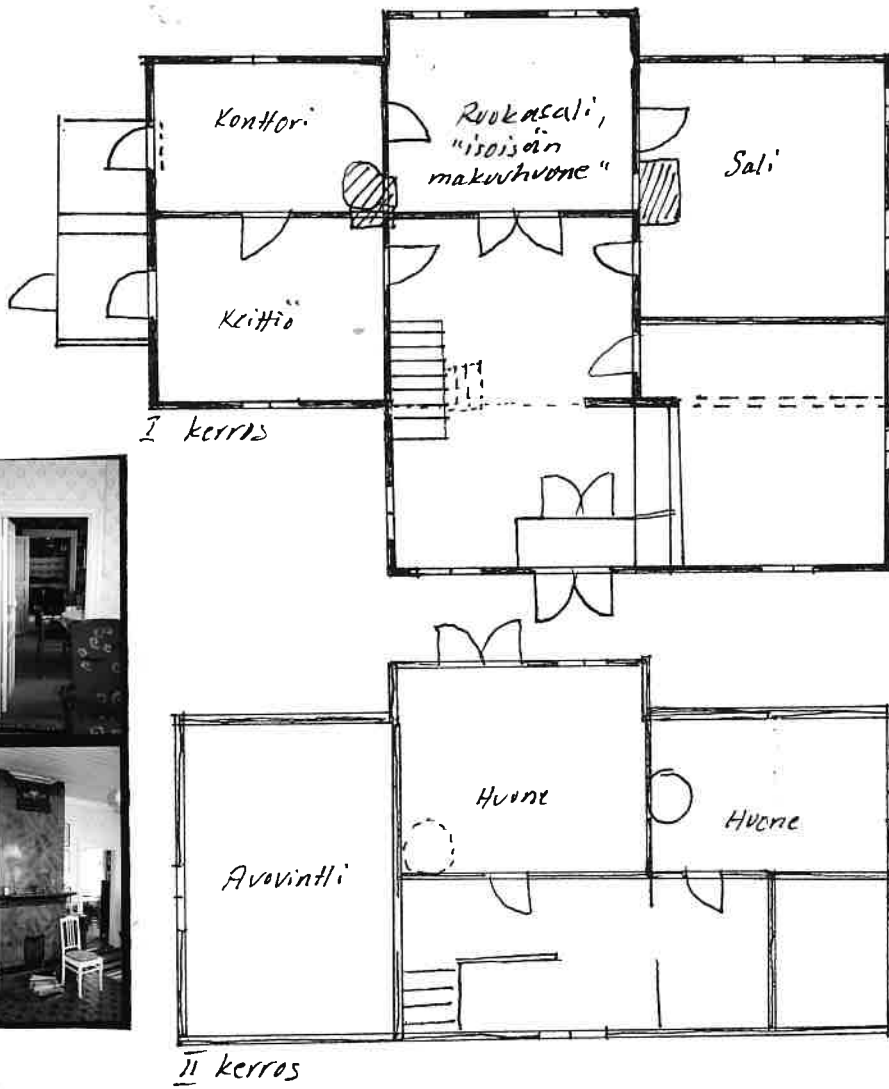 Konttori
Ruokasali,
"isoisän
makuuhuone"
Sali
Keittiö
I kerros
Huone
Huone
Avovintti
II kerros